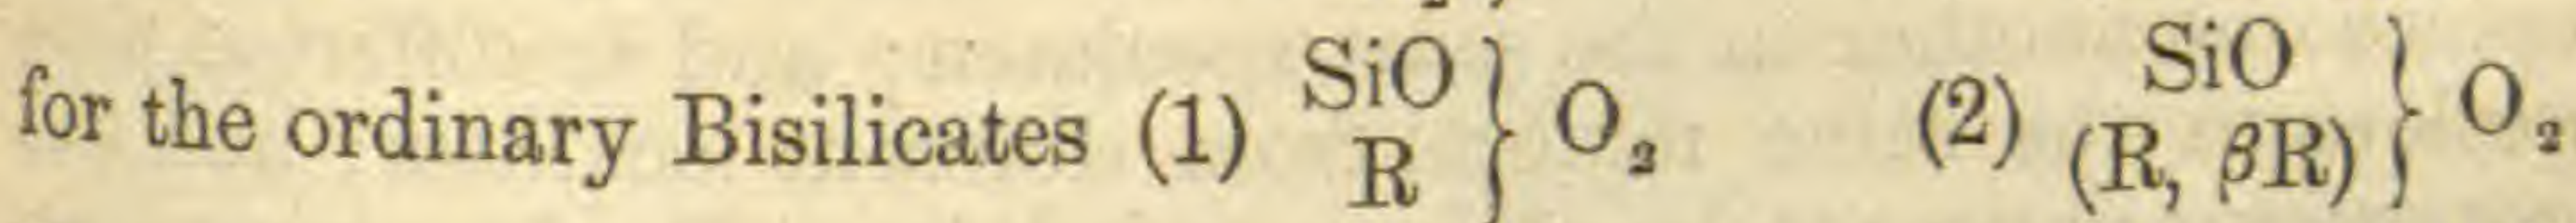 for the ordinary Bisilicates (1) SiO R } O₂ (2) SiO (R, βR) } O₂